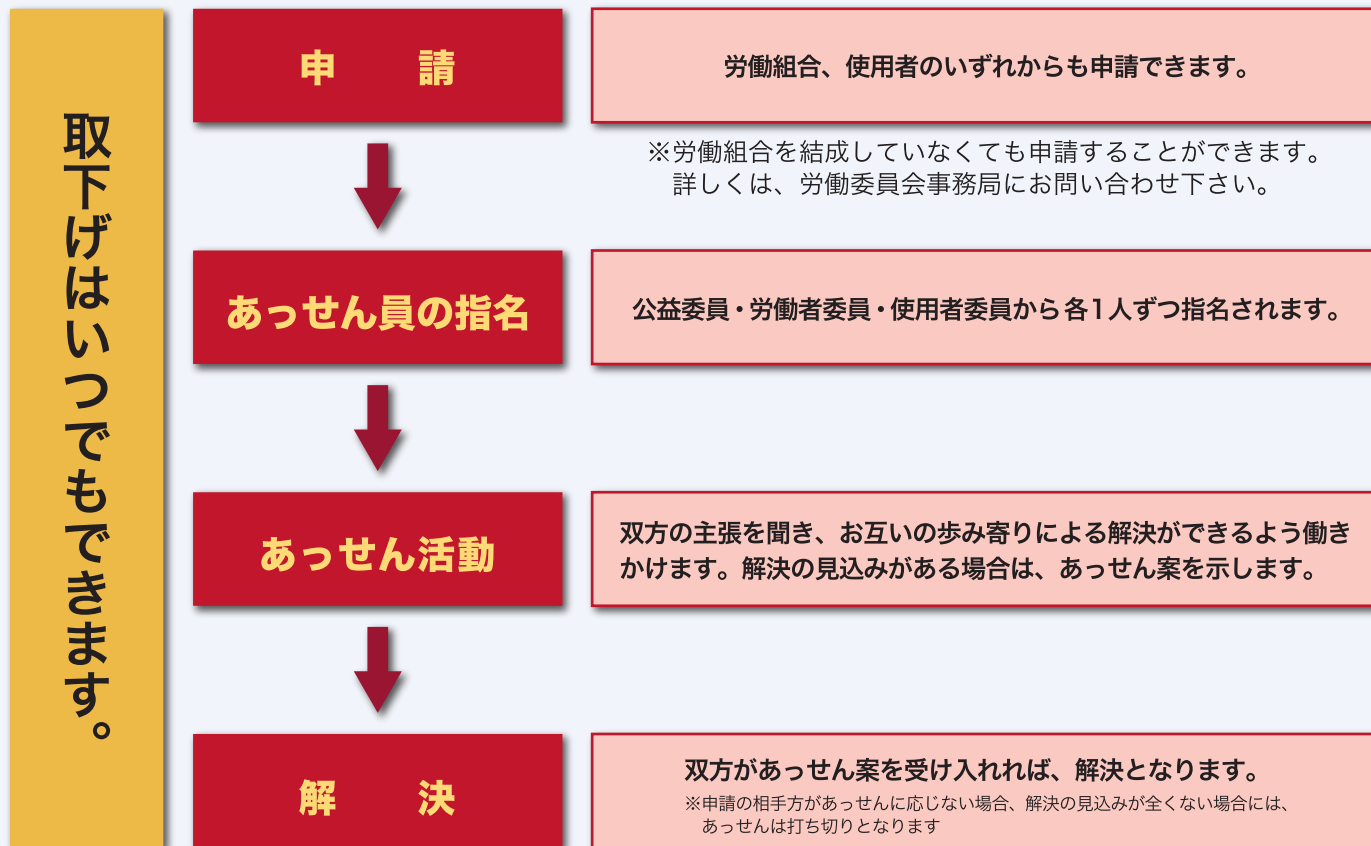 取下げはいつでもできます。
申請
労働組合、使用者のいずれからも申請できます。
※労働組合を結成していなくても申請することができます。
詳しくは、労働委員会事務局にお問い合わせ下さい。
あっせん員の指名
公益委員・労働者委員・使用者委員から各1人ずつ指名されます。
あっせん活動
双方の主張を聞き、お互いの歩み寄りによる解決ができるよう働き
かけます。解決の見込みがある場合は、あっせん案を示します。
解決
双方があっせん案を受け入れれば、解決となります。
※申請の相手方があっせんに応じない場合、解決の見込みが全くない場合には、
あっせんは打ち切りとなります